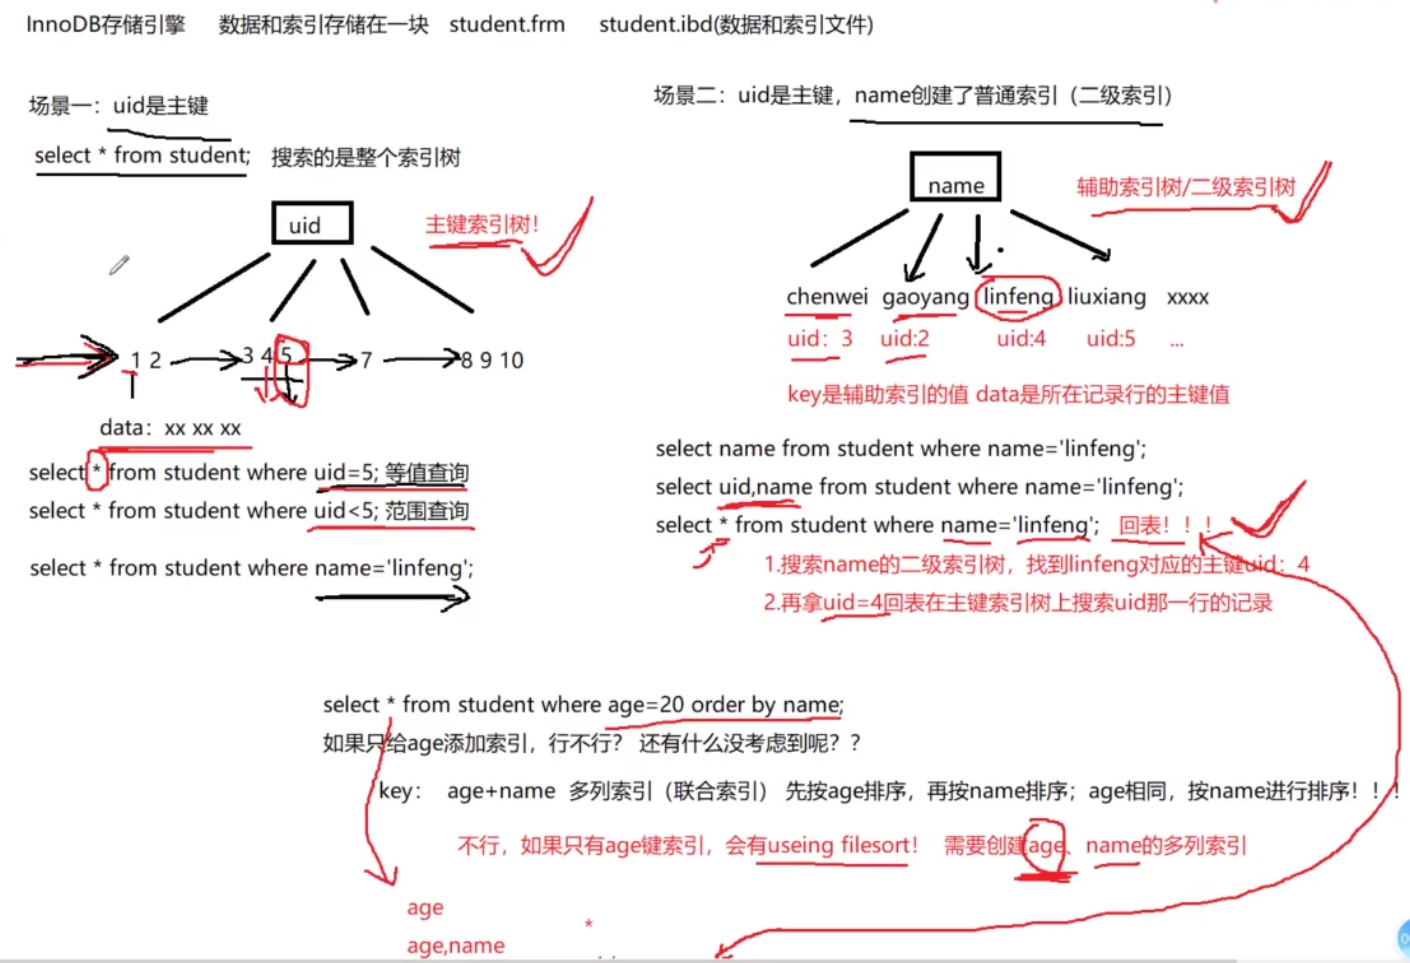 InnoDB存储引擎 数据和索引存储在一块 student.frm student.ibd(数据和索引文件)
场景一：uid是主键
select * from student; 搜索的是整个索引树
uid
主键索引树！
1 2 3 4 5 7 8 9 10
data：xx xx xx
select * from student where uid=5; 等值查询
select * from student where uid<5; 范围查询
select * from student where name='linfeng';
场景二：uid是主键，name创建了普通索引（二级索引）
name
辅助索引树/二级索引树
chenwei gaoyang linfeng liuxiang xxxx
uid：3 uid:2 uid:4 uid:5 ...
key是辅助索引的值 data是所在记录行的主键值
select name from student where name='linfeng';
select uid,name from student where name='linfeng';
select * from student where name='linfeng'; 回表！！！
1.搜索name的二级索引树，找到linfeng对应的主键uid：4
2.再拿uid=4回表在主键索引树上搜索uid那一行的记录
select * from student where age=20 order by name;
如果只给age添加索引，行不行？ 还有什么没考虑到呢？？
key： age+name 多列索引（联合索引） 先按age排序，再按name排序；age相同，按name进行排序！！！
不行，如果只有age键索引，会有useing filesort！ 需要创建age、name的多列索引
age
*
age,name